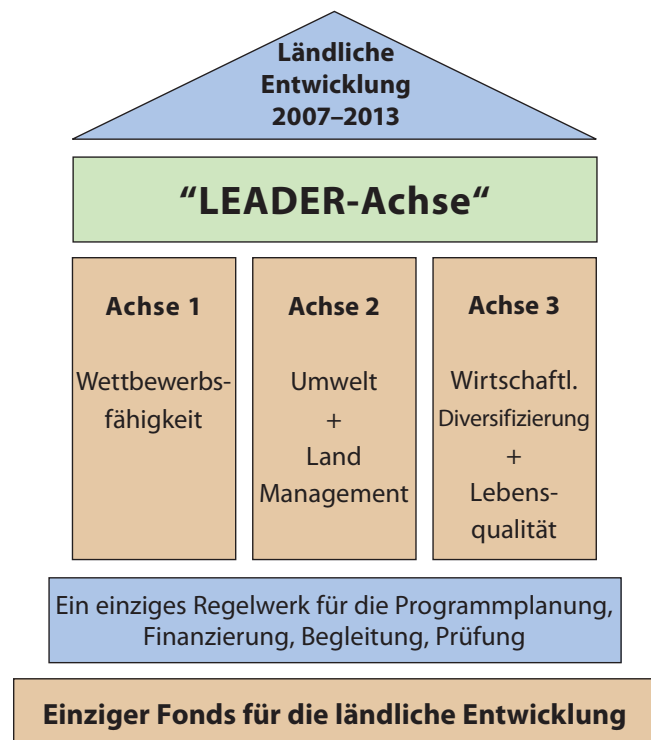 Ländliche
Entwicklung
2007–2013
“LEADER-Achse“
Achse 1
Wettbewerbs-
fähigkeit
Achse 2
Umwelt
+
Land
Management
Achse 3
Wirtschaftl.
Diversifizierung
+
Lebens-
qualität
Ein einziges Regelwerk für die Programmplanung,
Finanzierung, Begleitung, Prüfung
Einziger Fonds für die ländliche Entwicklung